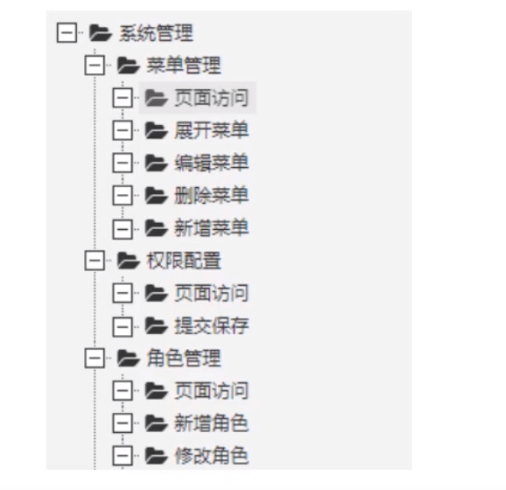 系统管理
菜单管理
页面访问
展开菜单
编辑菜单
删除菜单
新增菜单
权限配置
页面访问
提交保存
角色管理
页面访问
新增角色
修改角色